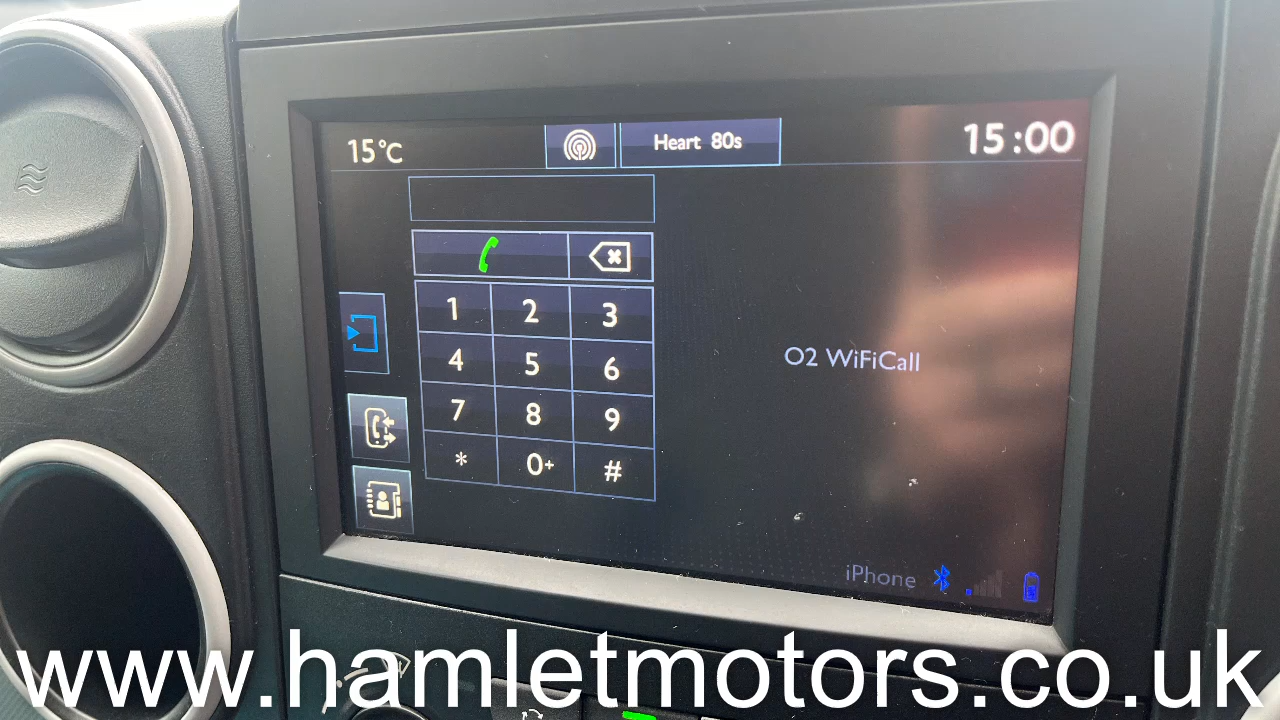 15°C
Heart 80s
15:00
1 2 3
4 5 6
7 8 9
* 0+ #
O2 WiFiCall
iPhone
www.hamletmotors.co.uk